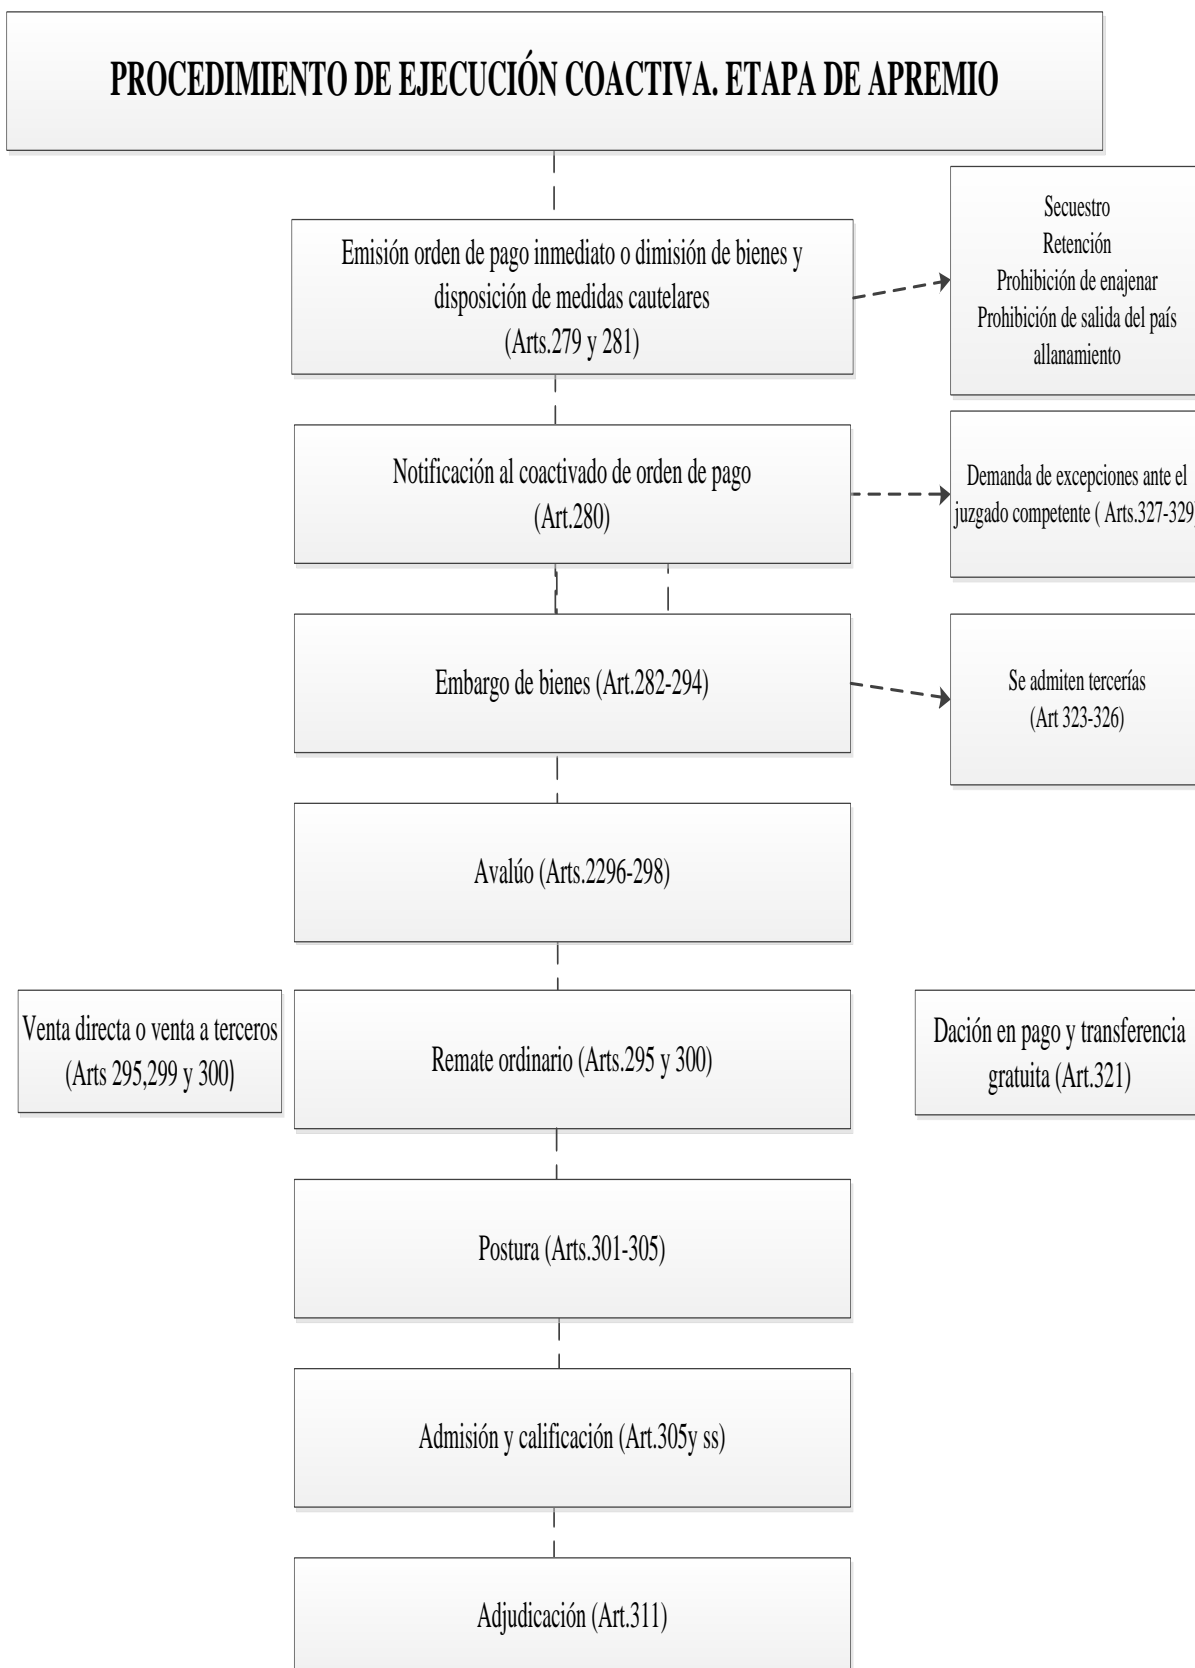 PROCEDIMIENTO DE EJECUCIÓN COACTIVA. ETAPA DE APREMIO
Emisión orden de pago inmediato o dimisión de bienes y
disposición de medidas cautelares
(Arts.279 y 281)
Secuestro
Retención
Prohibición de enajenar
Prohibición de salida del país
allanamiento
Notificación al coactivado de orden de pago
(Art.280)
Demanda de excepciones ante el
juzgado competente ( Arts.327-329)
Embargo de bienes (Art.282-294)
Se admiten tercerías
(Art 323-326)
Avalúo (Arts.2296-298)
Venta directa o venta a terceros
(Arts 295,299 y 300)
Remate ordinario (Arts.295 y 300)
Dación en pago y transferencia
gratuita (Art.321)
Postura (Arts.301-305)
Admisión y calificación (Art.305y ss)
Adjudicación (Art.311)